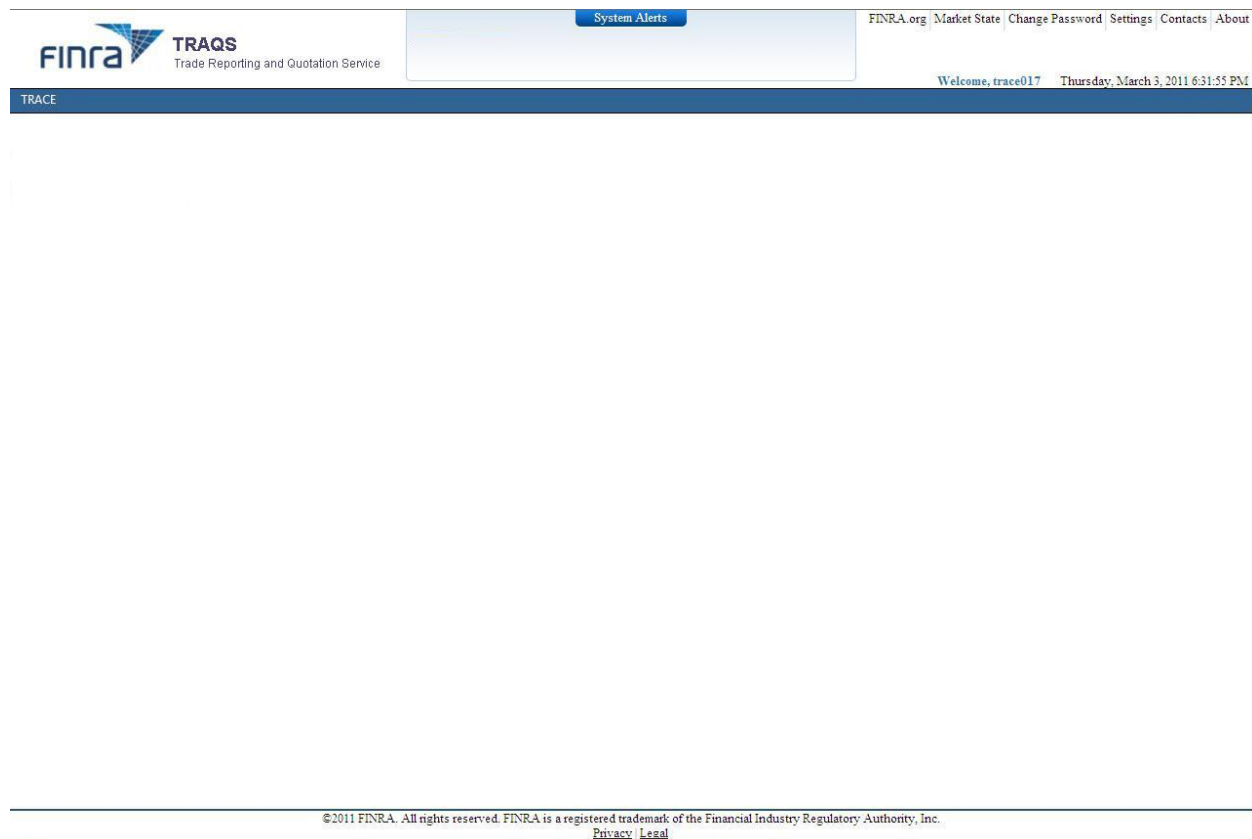 System Alerts
FINRA.org Market State Change Password Settings Contacts About
Finra
TRAQS
Trade Reporting and Quotation Service
Welcome, trace017 Thursday, March 3, 2011 6:31:55 PM
TRACE
©2011 FINRA. All rights reserved. FINRA is a registered trademark of the Financial Industry Regulatory Authority, Inc.
Privacy | Legal